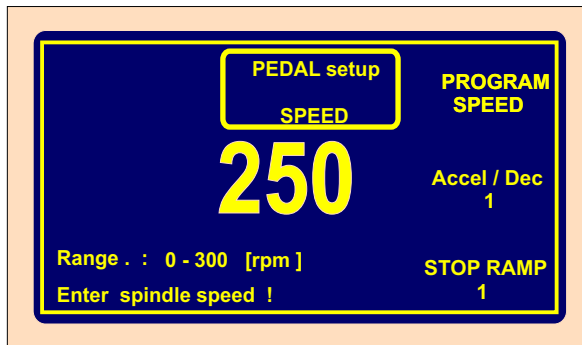 PEDAL setup
SPEED
PROGRAM
SPEED
250
Accel / Dec
1
Range . : 0 - 300 [rpm ]
Enter spindle speed !
STOP RAMP
1